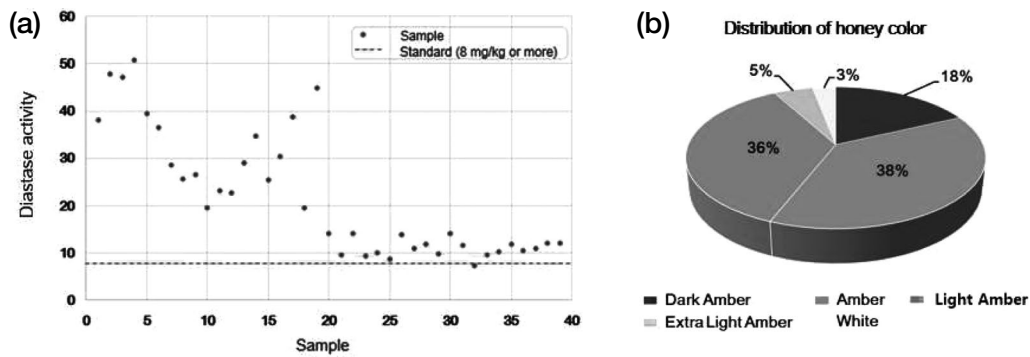 (a)
Diastase activity
60
50
40
30
20
10
0
Sample
Standard (8 mg/kg or more)
0 5 10 15 20 25 30 35 40
Sample
(b)
Distribution of honey color
5% 3% 18%
36% 38%
Dark Amber Amber Light Amber
Extra Light Amber White